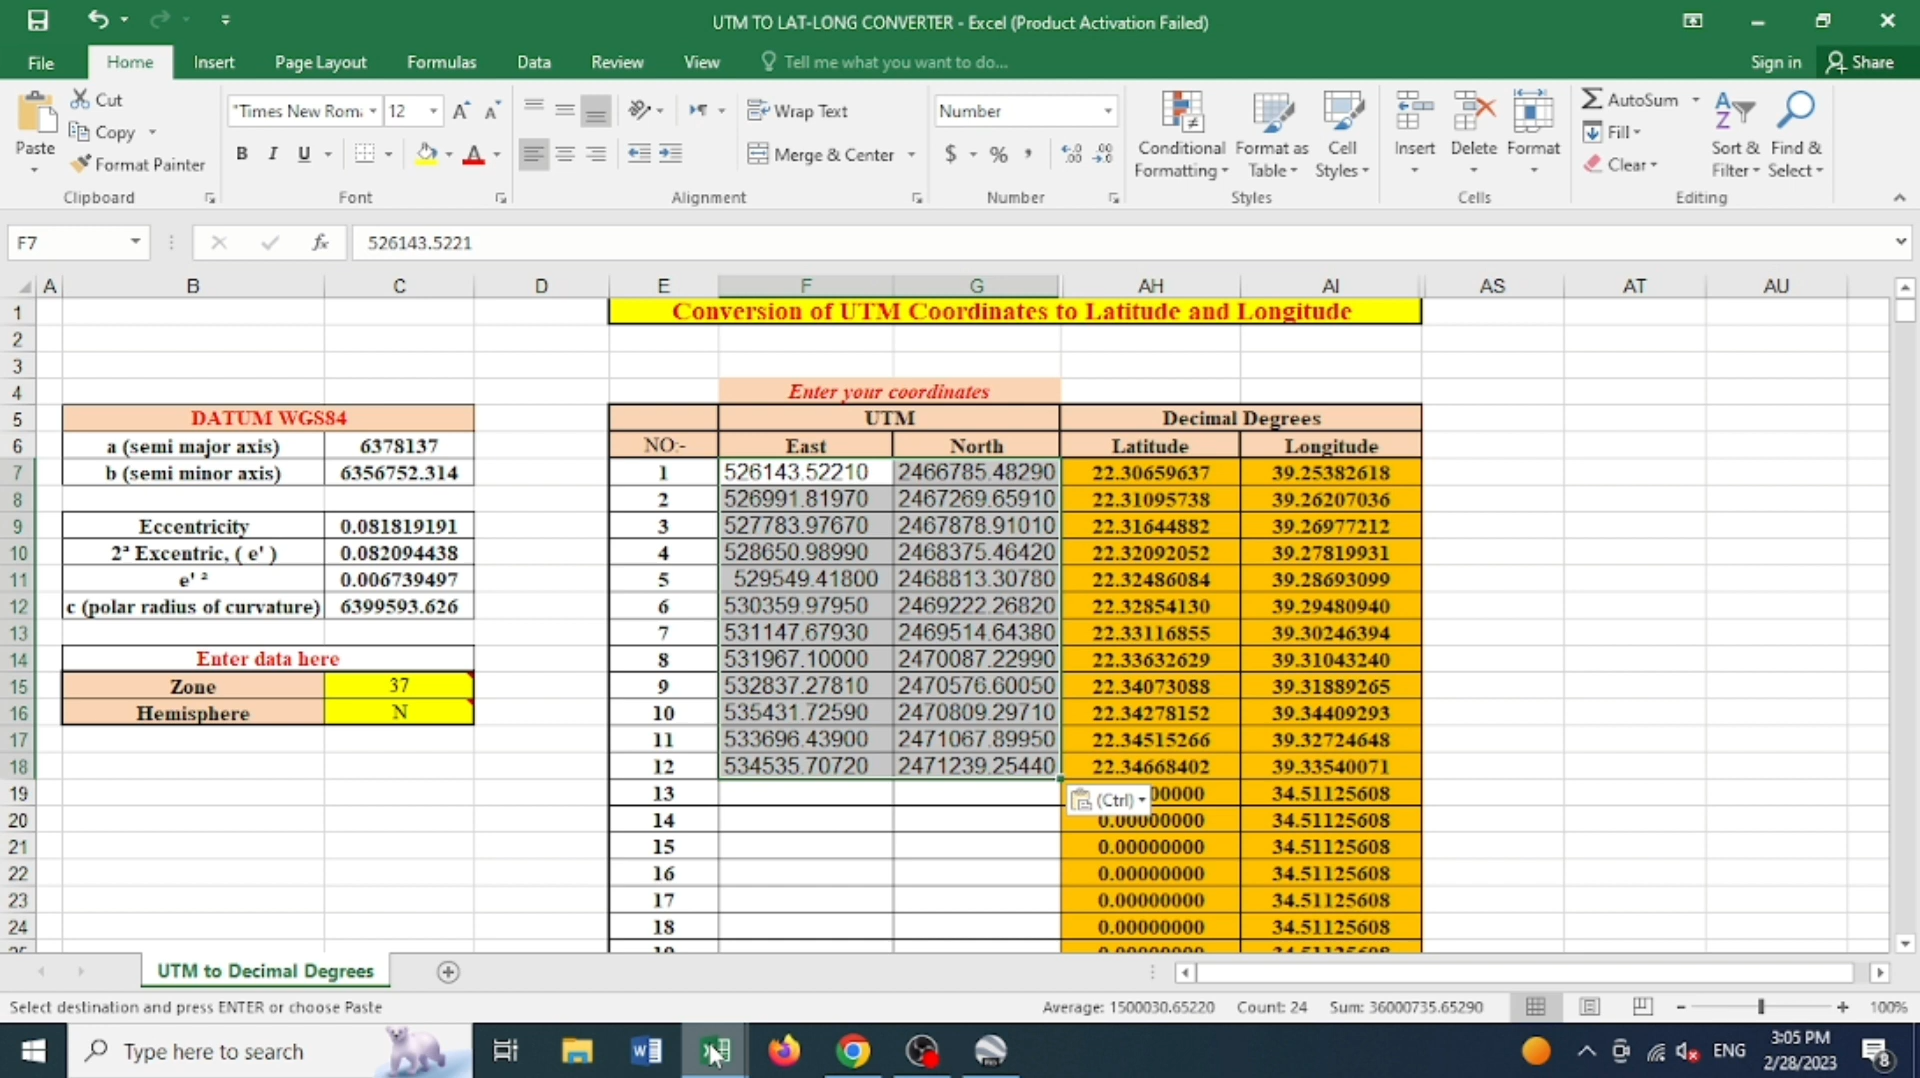 UTM TO LAT-LONG CONVERTER - Excel (Product Activation Failed)
File Home Insert Page Layout Formulas Data Review View Tell me what you want to do... Sign in Share
Paste Cut Copy Format Painter Clipboard
"Times New Rom 12 B I U Font
Wrap Text Merge & Center Alignment
Number $ % Number
Conditional Formatting Format as Table Cell Styles Styles
Insert Delete Format Cells
AutoSum Fill Clear Sort & Filter Find & Select Editing
F7 fx 526143.5221
A B C D E F G AH AI AS AT AU
1 Conversion of UTM Coordinates to Latitude and Longitude
2
3
4 Enter your coordinates
5 DATUM WGS84 UTM Decimal Degrees
6 a (semi major axis) 6378137 NO:- East North Latitude Longitude
7 b (semi minor axis) 6356752.314 1 526143.52210 2466785.48290 22.30659637 39.25382618
8 2 526991.81970 2467269.65910 22.31095738 39.26207036
9 Eccentricity 0.081819191 3 527783.97670 2467878.91010 22.31644882 39.26977212
10 2ª Excentric, ( e' ) 0.082094438 4 528650.98990 2468375.46420 22.32092052 39.27819931
11 e' ² 0.006739497 5 529549.41800 2468813.30780 22.32486084 39.28693099
12 c (polar radius of curvature) 6399593.626 6 530359.97950 2469222.26820 22.32854130 39.29480940
13 7 531147.67930 2469514.64380 22.33116855 39.30246394
14 Enter data here 8 531967.10000 2470087.22990 22.33632629 39.31043240
15 Zone 37 9 532837.27810 2470576.60050 22.34073088 39.31889265
16 Hemisphere N 10 535431.72590 2470809.29710 22.34278152 39.34409293
17 11 533696.43900 2471067.89950 22.34515266 39.32724648
18 12 534535.70720 2471239.25440 22.34668402 39.33540071
19 13 (Ctrl) 00000 34.51125608
20 14 0.00000000 34.51125608
21 15 0.00000000 34.51125608
22 16 0.00000000 34.51125608
23 17 0.00000000 34.51125608
24 18 0.00000000 34.51125608
UTM to Decimal Degrees
Select destination and press ENTER or choose Paste Average: 1500030.65220 Count: 24 Sum: 36000735.65290 100%
Type here to search ENG 3:05 PM
2/28/2023 8